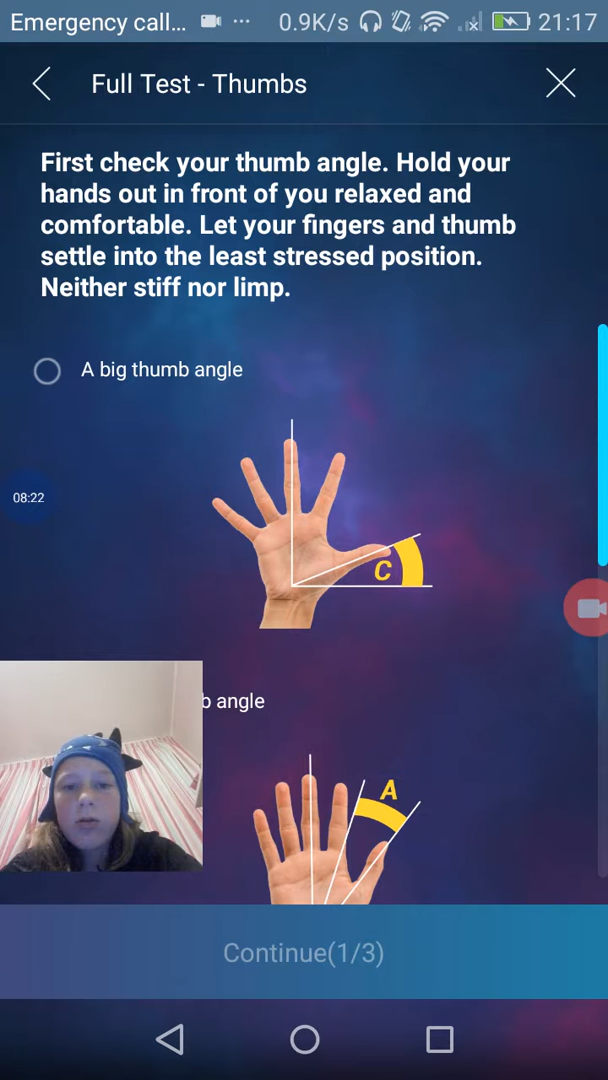 Emergency call... ... 0.9K/s 21:17
Full Test - Thumbs
First check your thumb angle. Hold your
hands out in front of you relaxed and
comfortable. Let your fingers and thumb
settle into the least stressed position.
Neither stiff nor limp.
A big thumb angle
08:22
C
b angle
A
Continue(1/3)